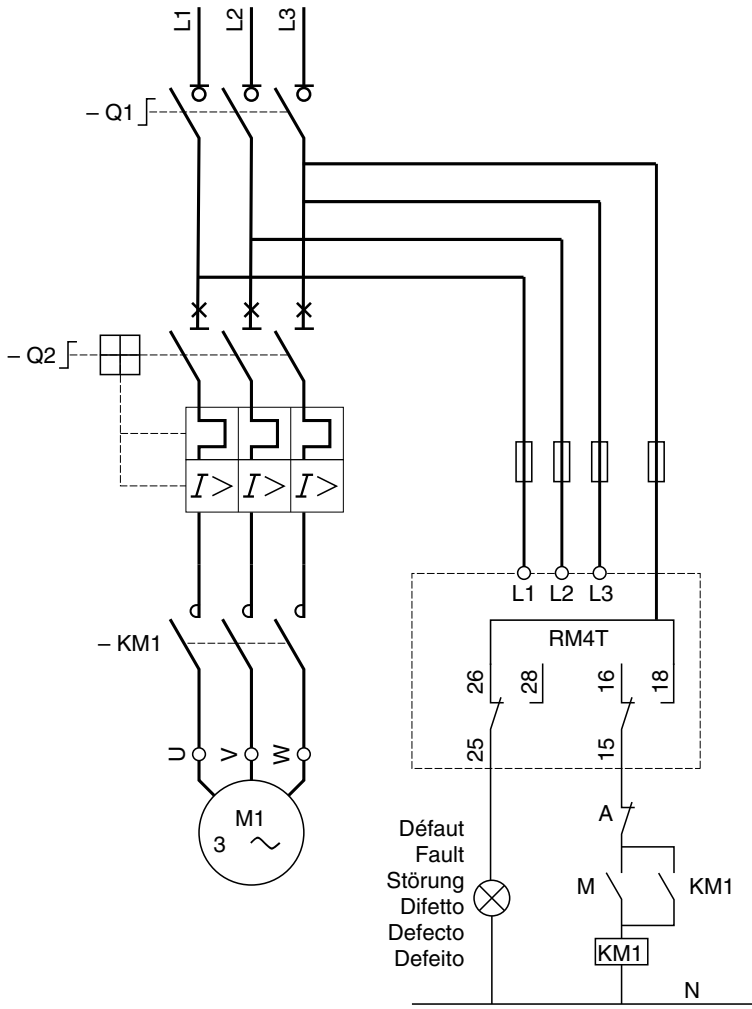 L1
L2
L3
– Q1
– Q2
I > I > I >
L1 L2 L3
RM4T
26
28
16
18
25
15
– KM1
U
V
W
M1
3 ~
A
M
KM1
KM1
Défaut
Fault
Störung
Difetto
Defecto
Defeito
N